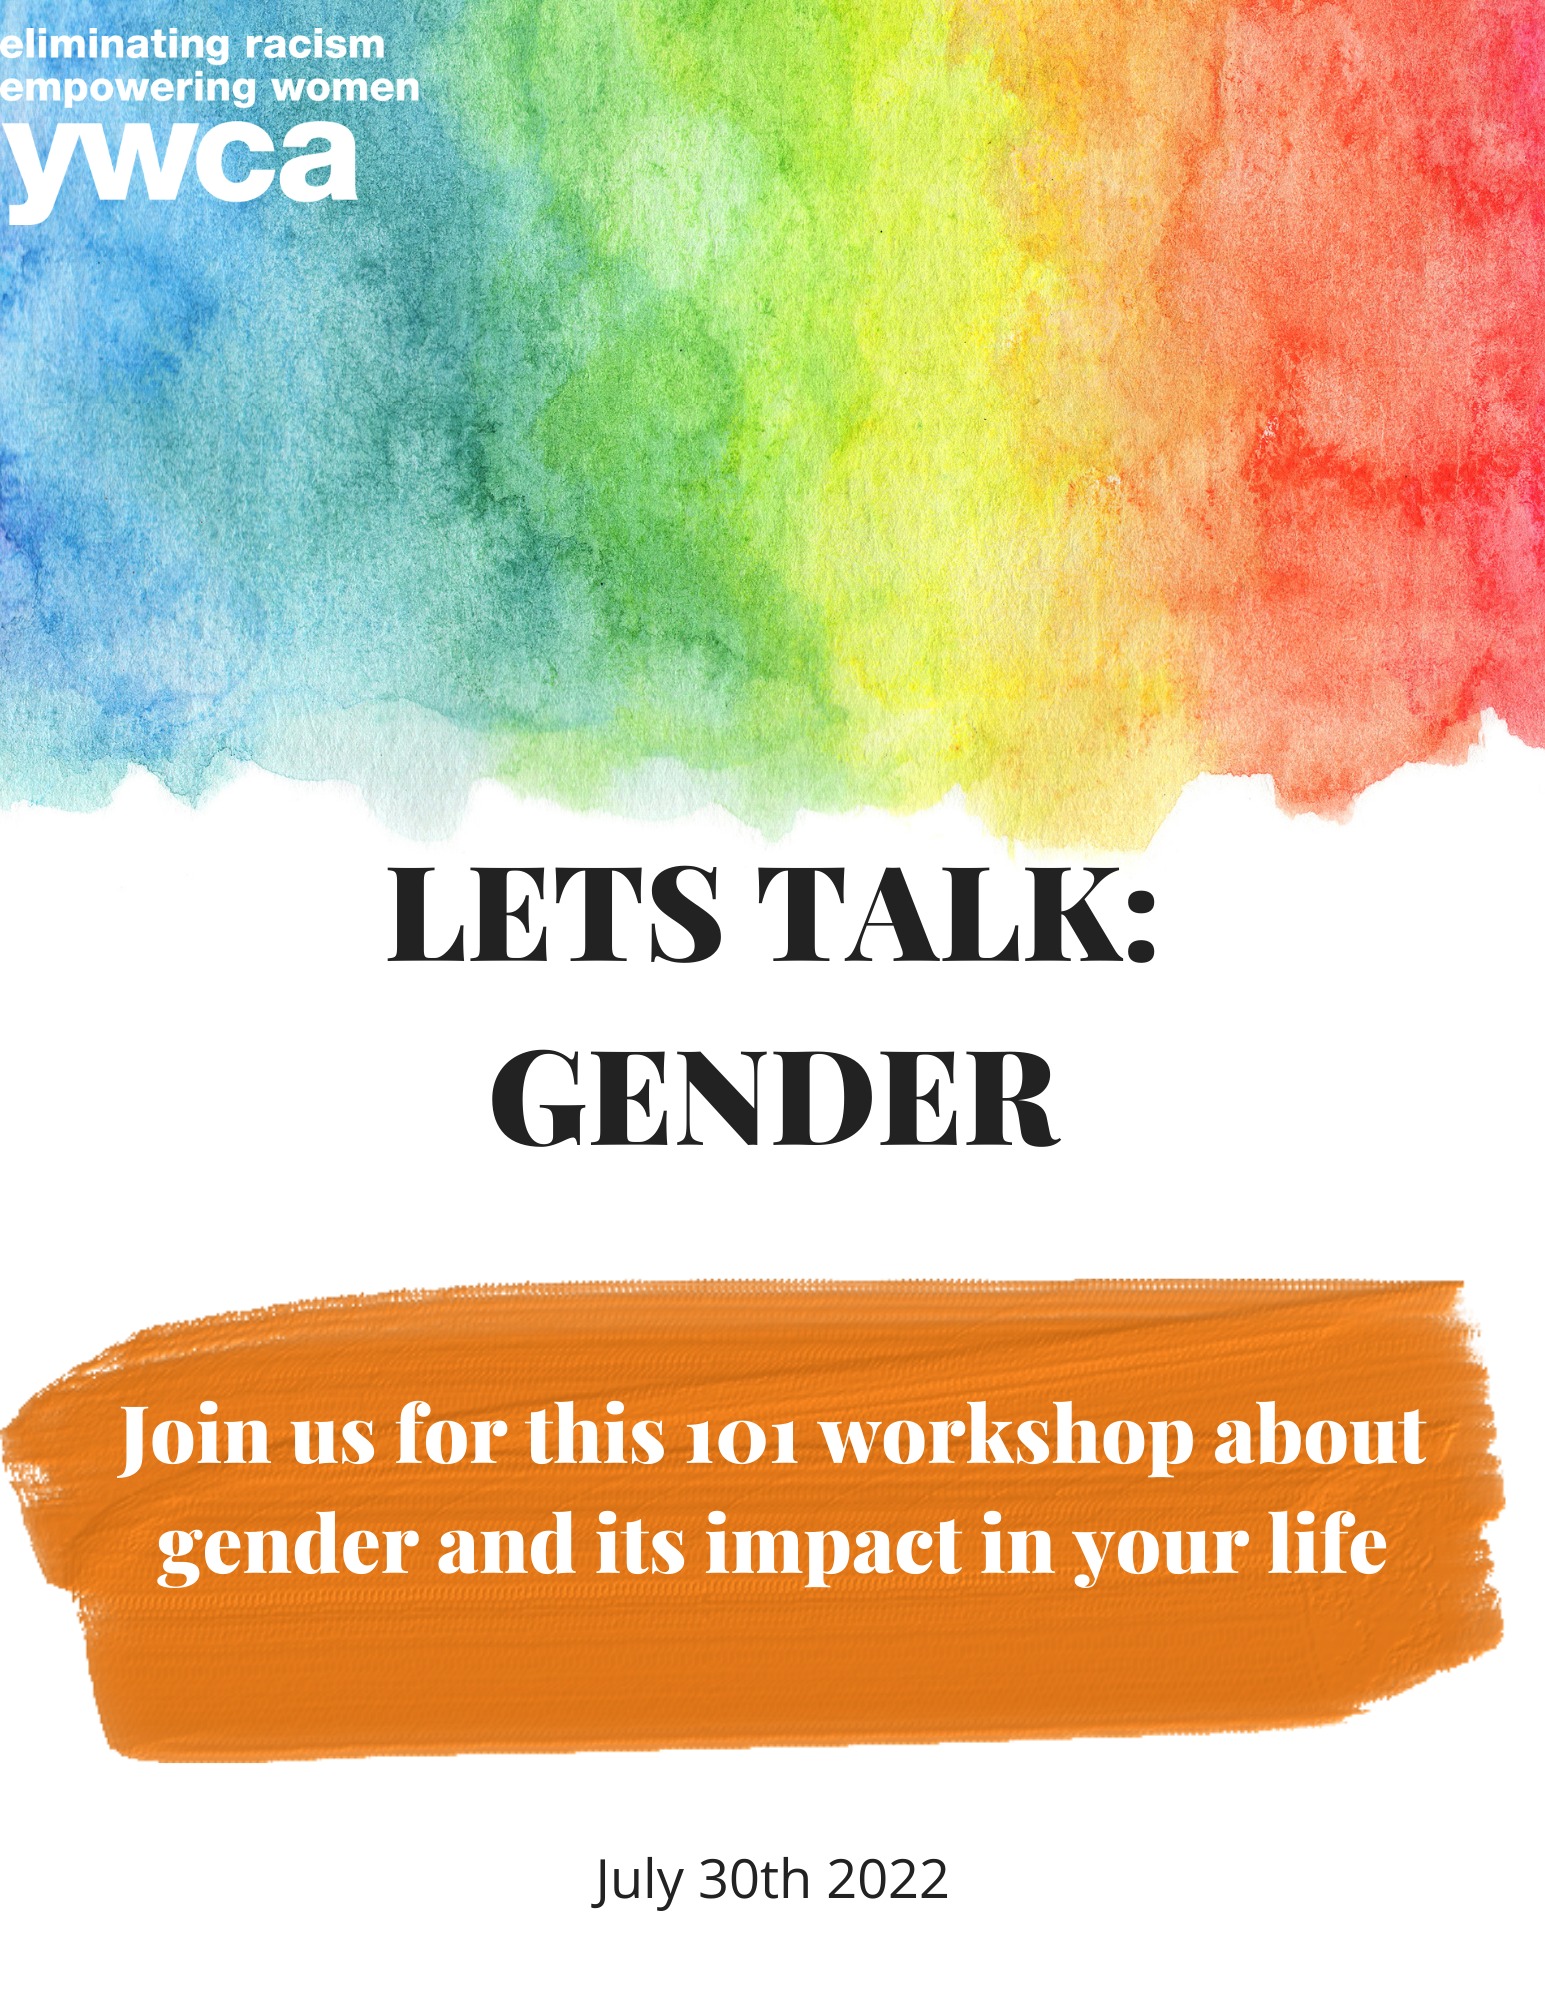 eliminating racism
empowering women
ywca
LETS TALK:
GENDER
Join us for this 101 workshop about
gender and its impact in your life
July 30th 2022